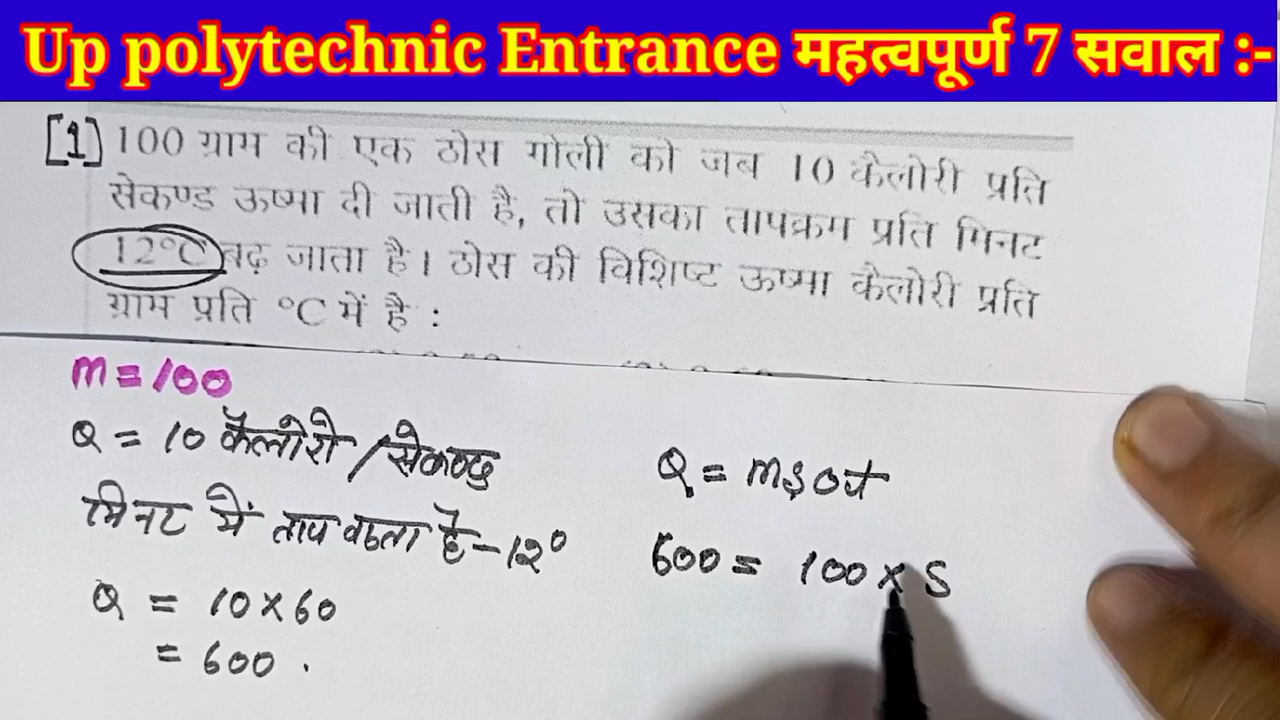 Up polytechnic Entrance महत्वपूर्ण 7 सवाल :-
[1] 100 ग्राम की एक ठोस गोली को जब 10 कैलोरी प्रति
सेकण्ड ऊष्मा दी जाती है, तो उसका तापक्रम प्रति मिनट
12°C बढ़ जाता है। ठोस की विशिष्ट ऊष्मा कैलोरी प्रति
ग्राम प्रति °C में है :
m = 100
Q = 10 कैलोरी / सेकण्ड
मिनट में ताप बढता है - 12°
Q = 10 × 60
= 600 .
Q = msΔt
600 = 100 × S